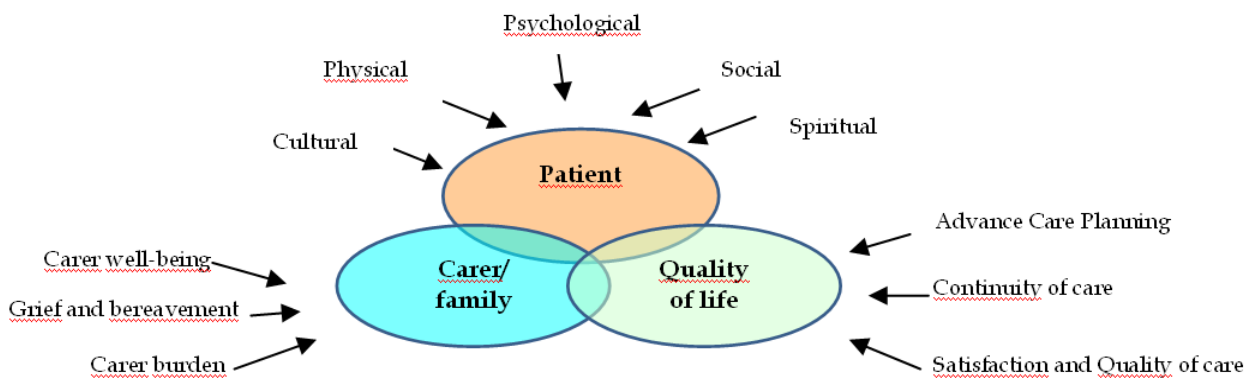 Psychological
Physical
Social
Cultural
Spiritual
Patient
Advance Care Planning
Carer well-being
Carer/
family
Quality
of life
Continuity of care
Grief and bereavement
Carer burden
Satisfaction and Quality of care